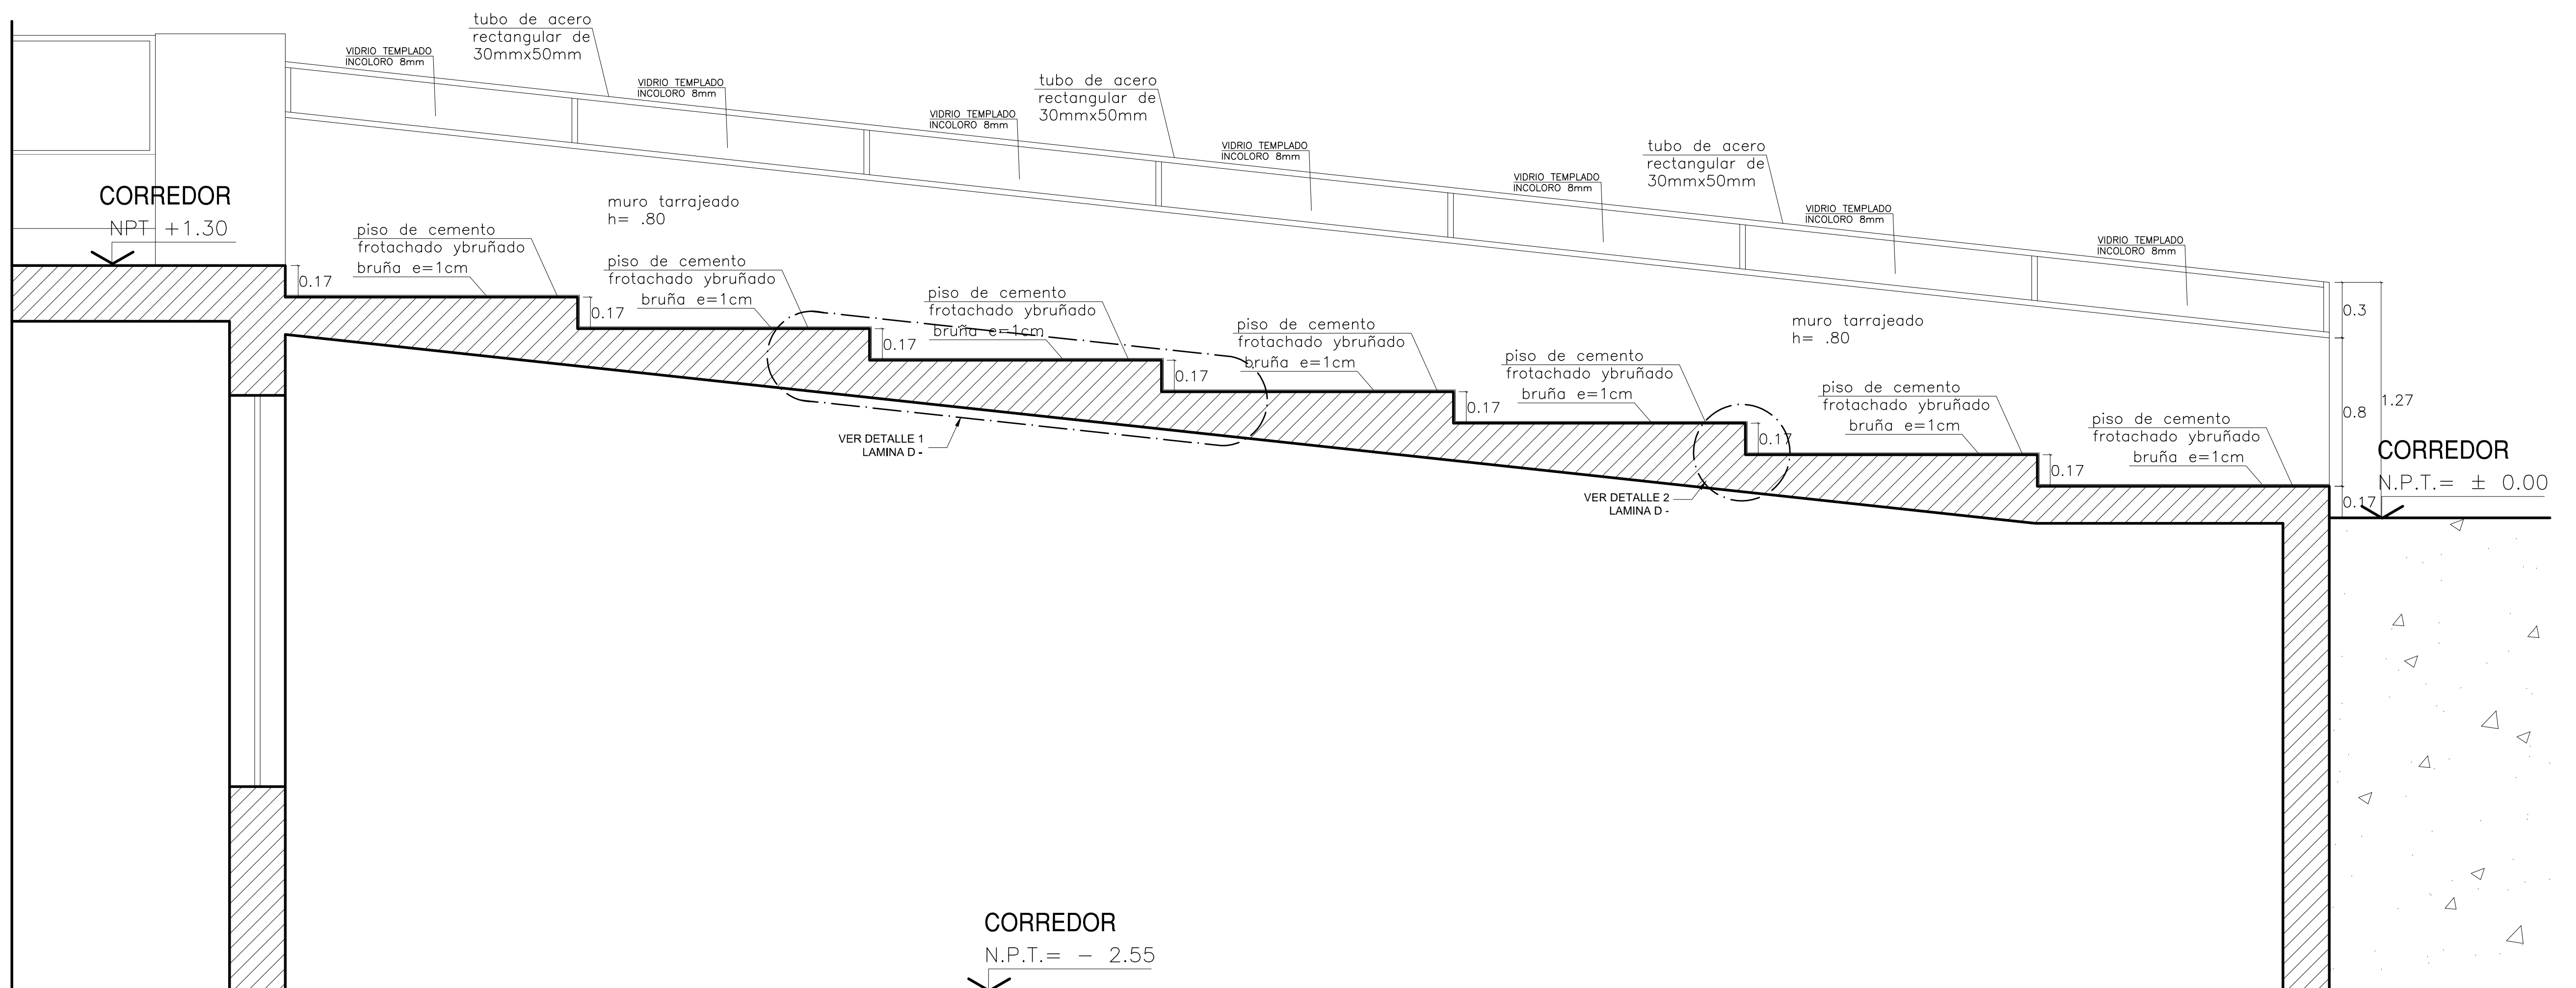 tubo de acero
rectangular de
30mmx50mm
VIDRIO TEMPLADO
INCOLORO 8mm
VIDRIO TEMPLADO
INCOLORO 8mm
tubo de acero
rectangular de
30mmx50mm
VIDRIO TEMPLADO
INCOLORO 8mm
VIDRIO TEMPLADO
INCOLORO 8mm
tubo de acero
rectangular de
30mmx50mm
VIDRIO TEMPLADO
INCOLORO 8mm
VIDRIO TEMPLADO
INCOLORO 8mm
VIDRIO TEMPLADO
INCOLORO 8mm
CORREDOR
NPT +1.30
muro tarrajeado
h= .80
piso de cemento
frotachado ybruñado
bruña e=1cm
0.17
piso de cemento
frotachado ybruñado
bruña e=1cm
0.17
piso de cemento
frotachado ybruñado
bruña e=1cm
0.17
piso de cemento
frotachado ybruñado
bruña e=1cm
0.17
muro tarrajeado
h= .80
piso de cemento
frotachado ybruñado
bruña e=1cm
0.17
piso de cemento
frotachado ybruñado
bruña e=1cm
0.17
piso de cemento
frotachado ybruñado
bruña e=1cm
0.17
0.3
0.8
1.27
0.17
CORREDOR
N.P.T.= ± 0.00
VER DETALLE 1
LAMINA D -
VER DETALLE 2
LAMINA D -
CORREDOR
N.P.T.= - 2.55